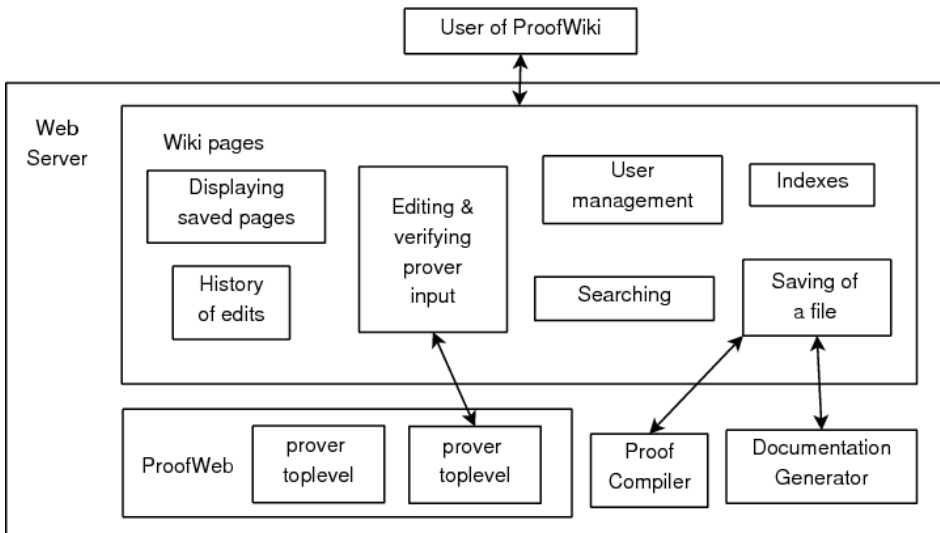 User of ProofWiki
Web
Server
Wiki pages
Displaying
saved pages
Editing &
verifying
prover
input
User
management
Indexes
History
of edits
Searching
Saving of
a file
ProofWeb
prover
toplevel
prover
toplevel
Proof
Compiler
Documentation
Generator